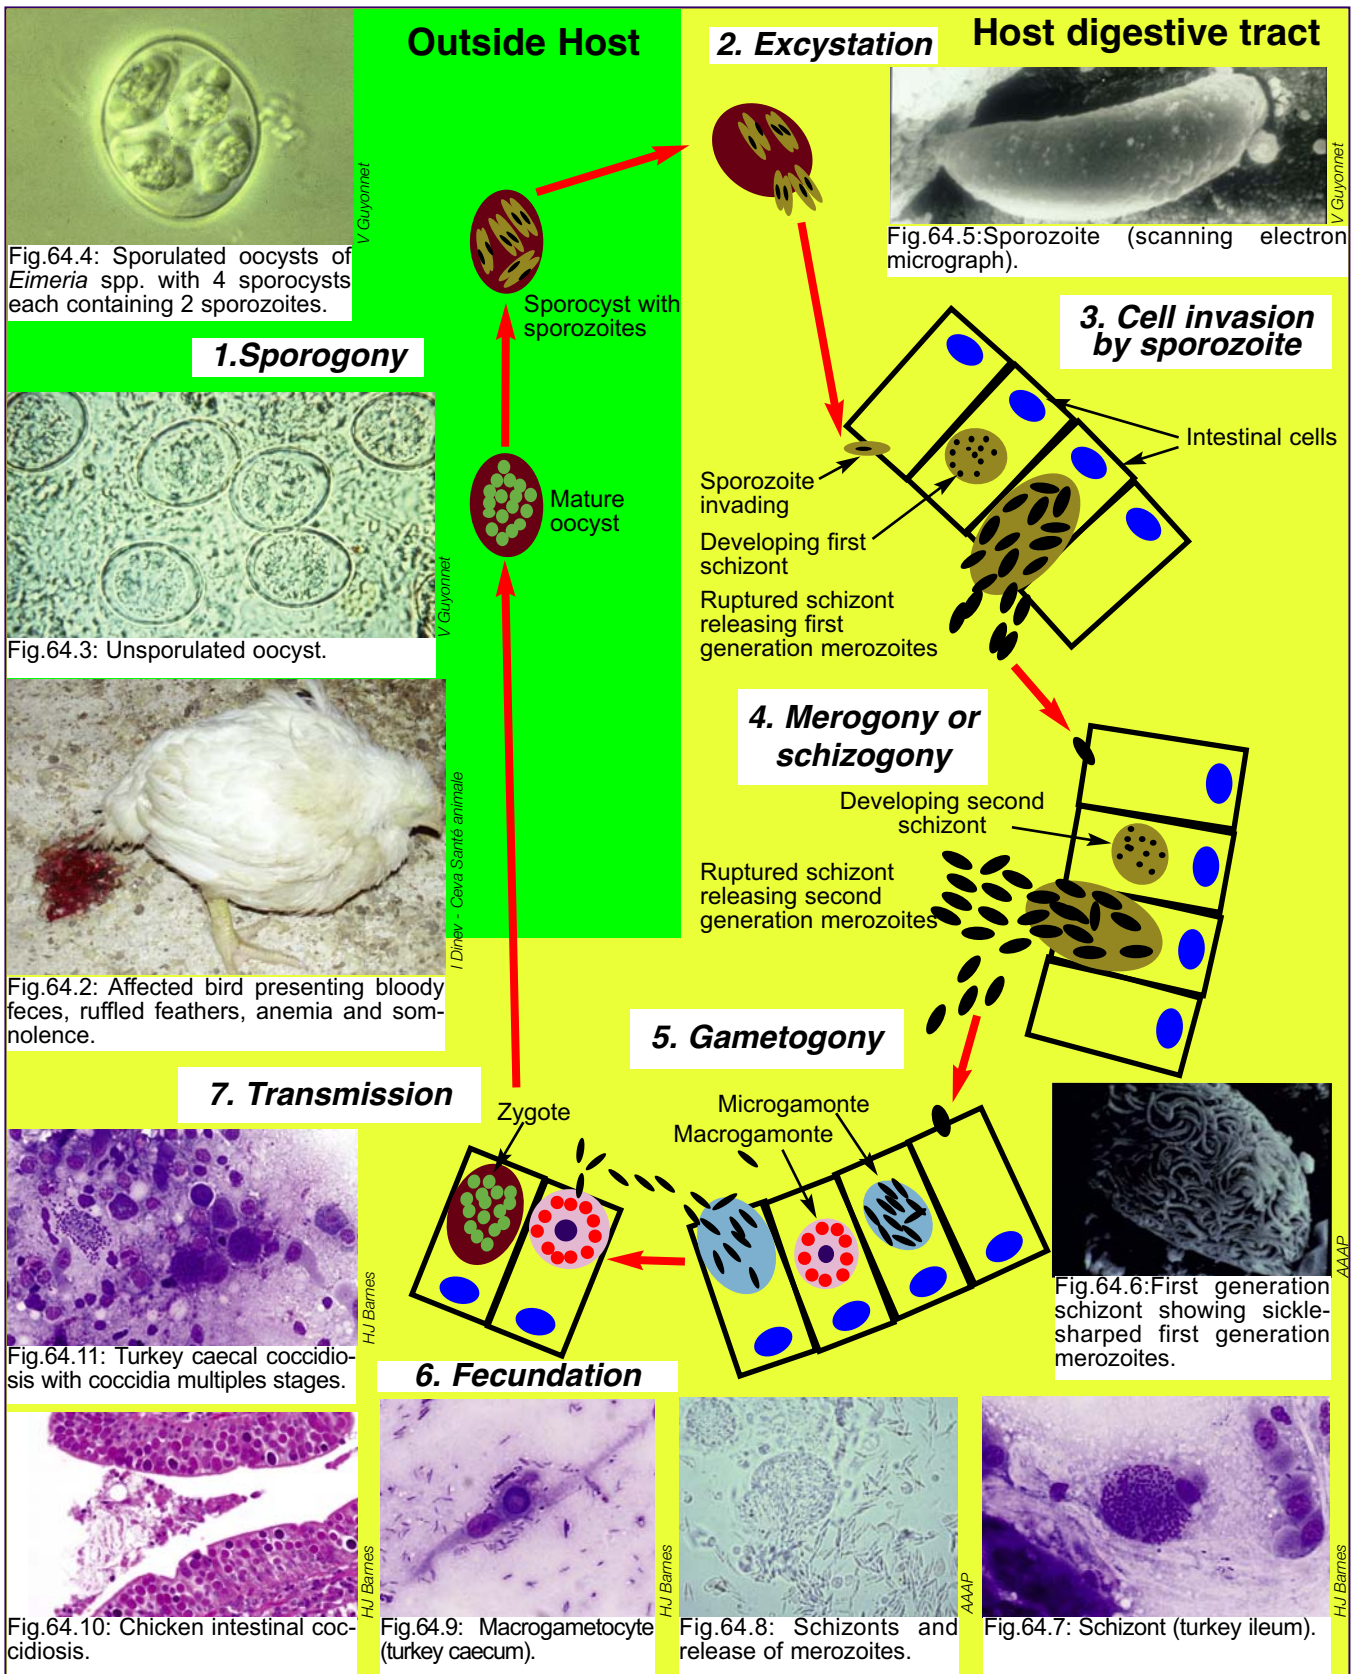 Outside Host
2. Excystation
Host digestive tract
V Guyonnet
V Guyonnet
Fig.64.4: Sporulated oocysts of
Eimeria spp. with 4 sporocysts
each containing 2 sporozoites.
Fig.64.5:Sporozoite (scanning electron
micrograph).
Sporocyst with
sporozoites
1.Sporogony
3. Cell invasion
by sporozoite
Intestinal cells
Mature
oocyst
Sporozoite
invading
Developing first
schizont
Ruptured schizont
releasing first
generation merozoites
V Guyonnet
Fig.64.3: Unsporulated oocyst.
4. Merogony or
schizogony
Developing second
schizont
Ruptured schizont
releasing second
generation merozoites
I Dinev - Ceva Santé animale
Fig.64.2: Affected bird presenting bloody
feces, ruffled feathers, anemia and som-
nolence.
5. Gametogony
7. Transmission
Zygote
Microgamonte
Macrogamonte
HJ Barnes
Fig.64.11: Turkey caecal coccidio-
sis with coccidia multiples stages.
AAAP
Fig.64.6:First generation
schizont showing sickle-
sharped first generation
merozoites.
6. Fecundation
HJ Barnes
Fig.64.10: Chicken intestinal coc-
cidiosis.
HJ Barnes
Fig.64.9: Macrogametocyte
(turkey caecum).
AAAP
Fig.64.8: Schizonts and
release of merozoites.
HJ Barnes
Fig.64.7: Schizont (turkey ileum).